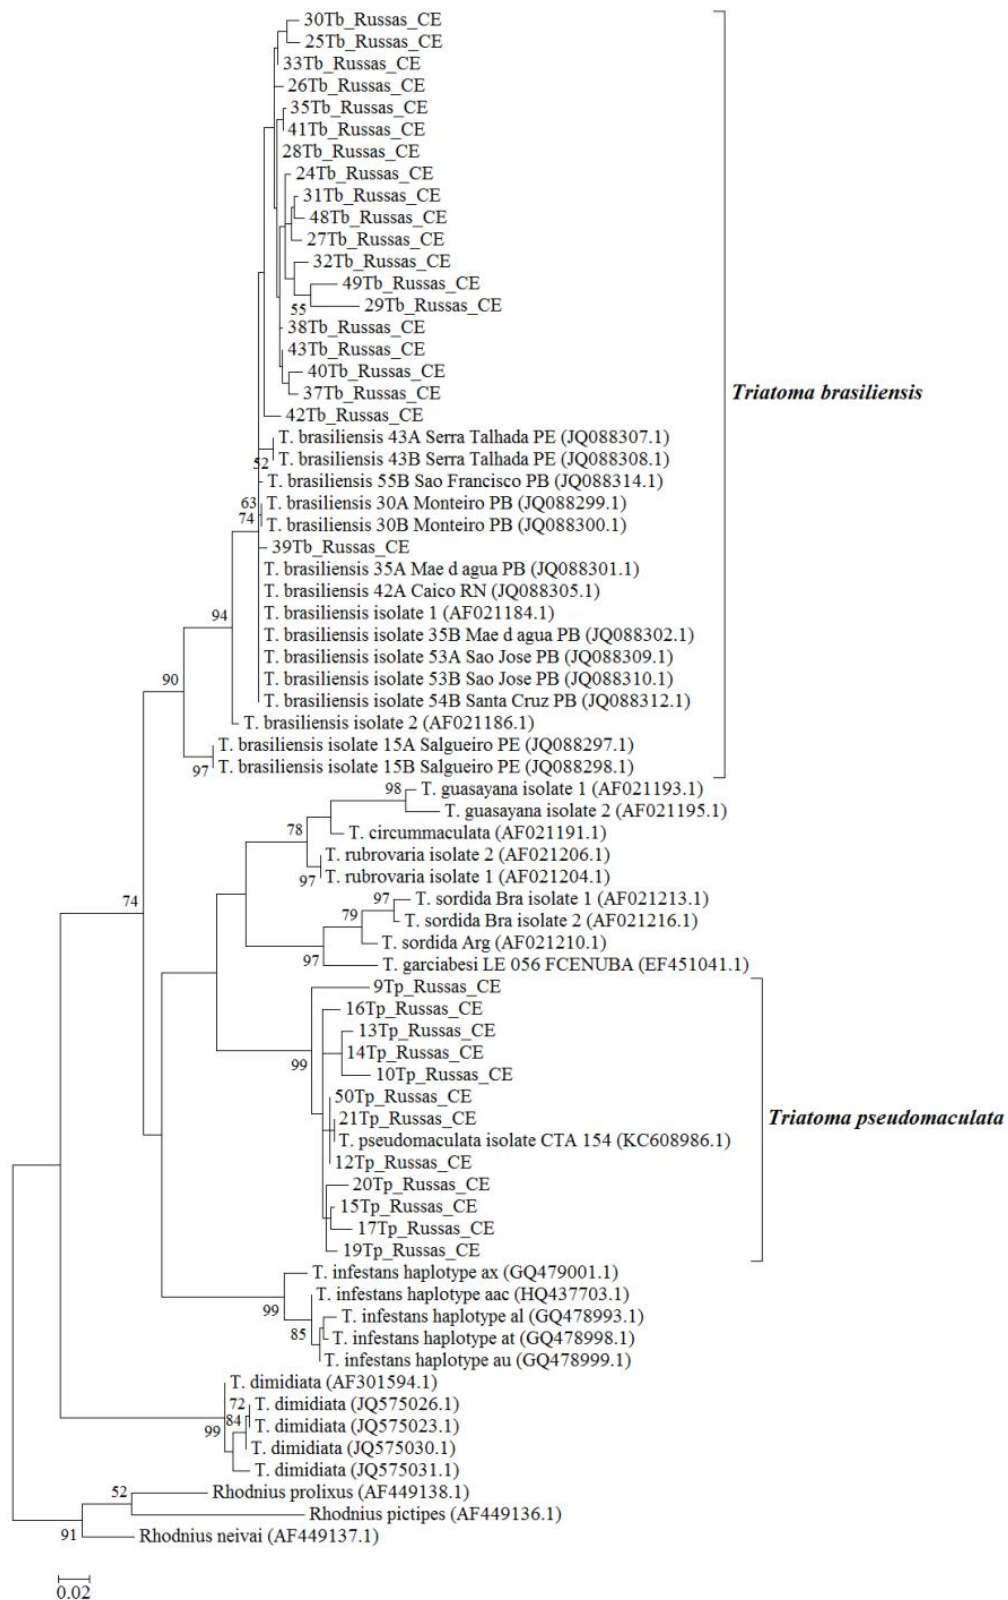 30Tb_Russas_CE
25Tb_Russas_CE
33Tb_Russas_CE
26Tb_Russas_CE
35Tb_Russas_CE
41Tb_Russas_CE
28Tb_Russas_CE
24Tb_Russas_CE
31Tb_Russas_CE
48Tb_Russas_CE
27Tb_Russas_CE
32Tb_Russas_CE
49Tb_Russas_CE
55
29Tb_Russas_CE
38Tb_Russas_CE
43Tb_Russas_CE
40Tb_Russas_CE
37Tb_Russas_CE
Triatoma brasiliensis
42Tb_Russas_CE
T. brasiliensis 43A Serra Talhada PE (JQ088307.1)
52
T. brasiliensis 43B Serra Talhada PE (JQ088308.1)
T. brasiliensis 55B Sao Francisco PB (JQ088314.1)
63
T. brasiliensis 30A Monteiro PB (JQ088299.1)
74
T. brasiliensis 30B Monteiro PB (JQ088300.1)
39Tb_Russas_CE
T. brasiliensis 35A Mae d agua PB (JQ088301.1)
T. brasiliensis 42A Caico RN (JQ088305.1)
94
T. brasiliensis isolate 1 (AF021184.1)
T. brasiliensis isolate 35B Mae d agua PB (JQ088302.1)
T. brasiliensis isolate 53A Sao Jose PB (JQ088309.1)
90
T. brasiliensis isolate 53B Sao Jose PB (JQ088310.1)
T. brasiliensis isolate 54B Santa Cruz PB (JQ088312.1)
T. brasiliensis isolate 2 (AF021186.1)
T. brasiliensis isolate 15A Salgueiro PE (JQ088297.1)
97
T. brasiliensis isolate 15B Salgueiro PE (JQ088298.1)
98
T. guasayana isolate 1 (AF021193.1)
T. guasayana isolate 2 (AF021195.1)
78
T. circummaculata (AF021191.1)
T. rubrovaria isolate 2 (AF021206.1)
97
T. rubrovaria isolate 1 (AF021204.1)
74
97
T. sordida Bra isolate 1 (AF021213.1)
79
T. sordida Bra isolate 2 (AF021216.1)
T. sordida Arg (AF021210.1)
97
T. garciabesi LE 056 FCENUBA (EF451041.1)
9Tp_Russas_CE
16Tp_Russas_CE
13Tp_Russas_CE
14Tp_Russas_CE
99
10Tp_Russas_CE
50Tp_Russas_CE
21Tp_Russas_CE
Triatoma pseudomaculata
T. pseudomaculata isolate CTA 154 (KC608986.1)
12Tp_Russas_CE
20Tp_Russas_CE
15Tp_Russas_CE
17Tp_Russas_CE
19Tp_Russas_CE
T. infestans haplotype ax (GQ479001.1)
99
T. infestans haplotype aac (HQ437703.1)
T. infestans haplotype al (GQ478993.1)
85
T. infestans haplotype at (GQ478998.1)
T. infestans haplotype au (GQ478999.1)
T. dimidiata (AF301594.1)
72
T. dimidiata (JQ575026.1)
84
T. dimidiata (JQ575023.1)
99
T. dimidiata (JQ575030.1)
T. dimidiata (JQ575031.1)
52
Rhodnius prolixus (AF449138.1)
Rhodnius pictipes (AF449136.1)
91
Rhodnius neivai (AF449137.1)
0.02